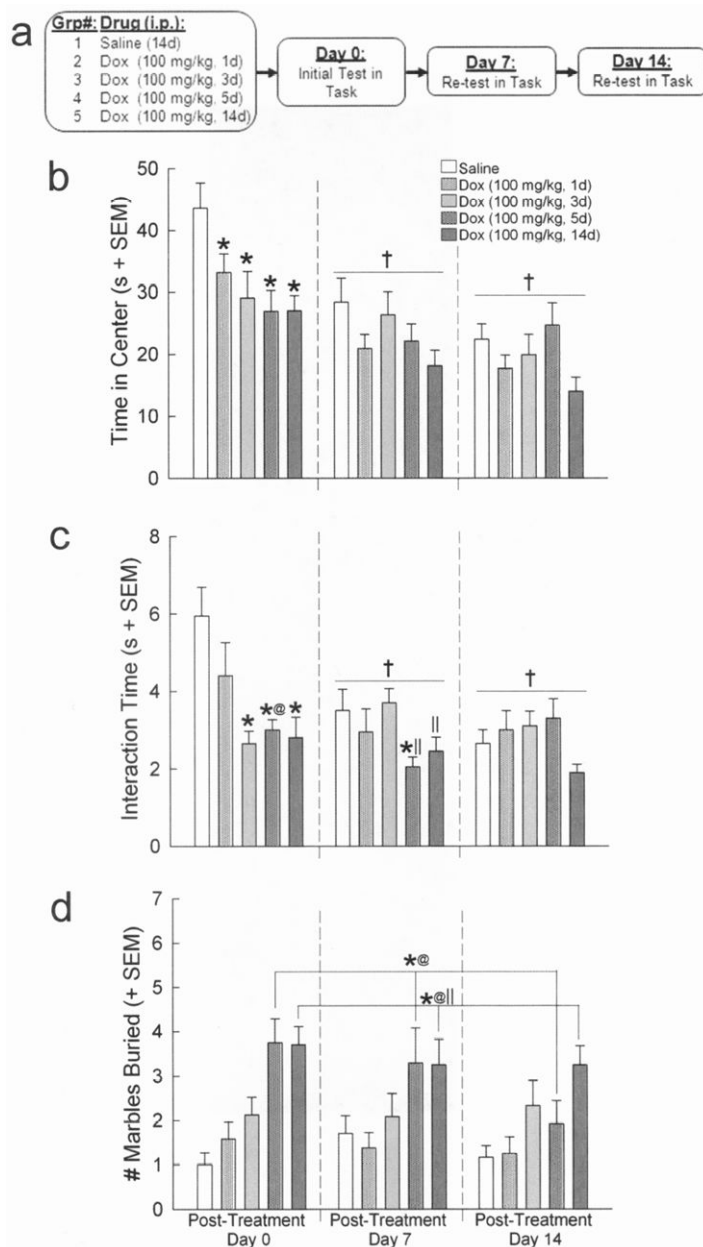 a
Grp#: Drug (i.p.):
1 Saline (14d)
2 Dox (100 mg/kg, 1d)
3 Dox (100 mg/kg, 3d)
4 Dox (100 mg/kg, 5d)
5 Dox (100 mg/kg, 14d)
Day 0:
Initial Test in
Task
Day 7:
Re-test in Task
Day 14:
Re-test in Task
b
Time in Center (s + SEM)
50
40
30
20
10
0
Saline
Dox (100 mg/kg, 1d)
Dox (100 mg/kg, 3d)
Dox (100 mg/kg, 5d)
Dox (100 mg/kg, 14d)
* * * *
†
†
c
Interaction Time (s + SEM)
8
6
4
2
0
* *@ *
†
*|| ||
†
d
# Marbles Buried (+ SEM)
7
6
5
4
3
2
1
0
*@
*@||
Post-Treatment
Day 0
Post-Treatment
Day 7
Post-Treatment
Day 14